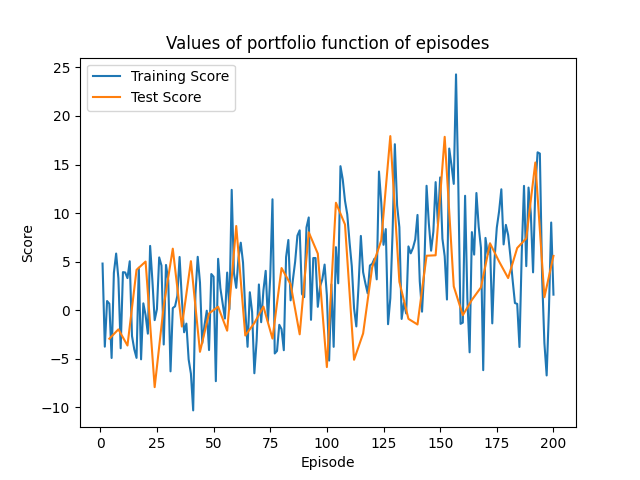 Values of portfolio function of episodes
Training Score
Test Score
25
20
15
10
5
0
−5
−10
Score
0 25 50 75 100 125 150 175 200
Episode